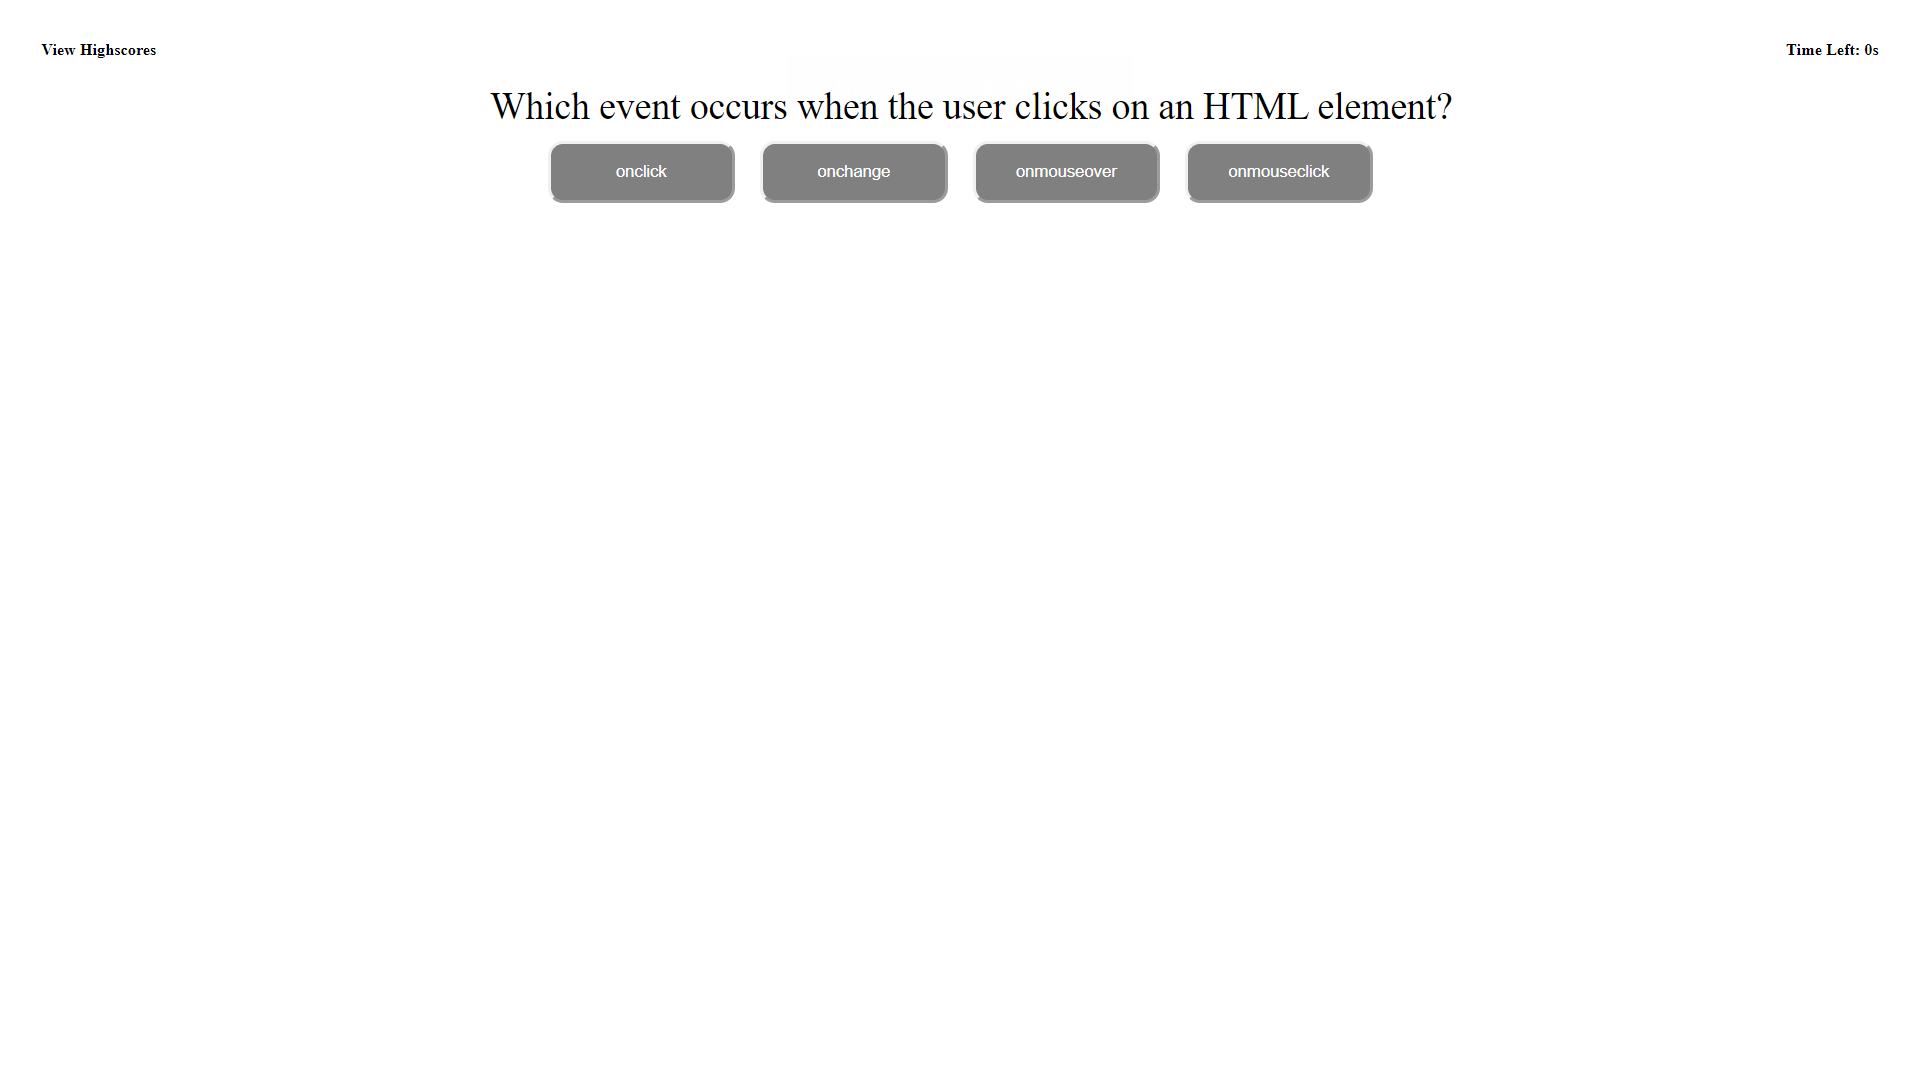 View Highscores
Time Left: 0s
Which event occurs when the user clicks on an HTML element?
onclick
onchange
onmouseover
onmouseclick